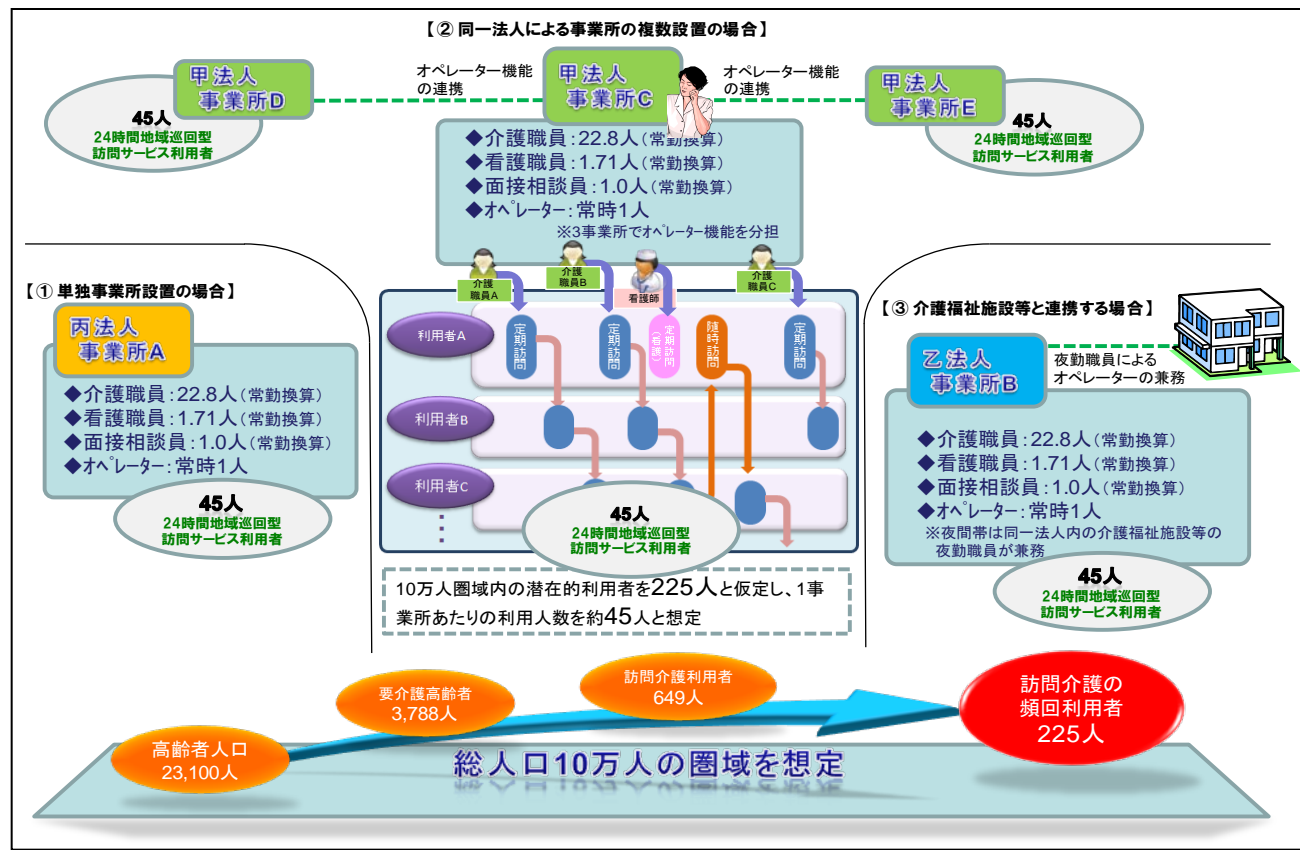 【② 同一法人による事業所の複数設置の場合】
甲法人
事業所D
オペレーター機能
の連携
甲法人
事業所C
オペレーター機能
の連携
甲法人
事業所E
45人
24時間地域巡回型
訪問サービス利用者
45人
24時間地域巡回型
訪問サービス利用者
◆介護職員:22.8人(常勤換算)
◆看護職員:1.71人(常勤換算)
◆面接相談員:1.0人(常勤換算)
◆オペレーター:常時1人
※3事業所でオペレーター機能を分担
【① 単独事業所設置の場合】
丙法人
事業所A
◆介護職員:22.8人(常勤換算)
◆看護職員:1.71人(常勤換算)
◆面接相談員:1.0人(常勤換算)
◆オペレーター:常時1人
45人
24時間地域巡回型
訪問サービス利用者
介護
職員A
介護
職員B
看護師
介護
職員C
利用者A
定期訪問
定期訪問
定期訪問
(看護)
随時訪問
定期訪問
利用者B
利用者C
45人
24時間地域巡回型
訪問サービス利用者
10万人圏域内の潜在的利用者を225人と仮定し、1事
業所あたりの利用人数を約45人と想定
【③ 介護福祉施設等と連携する場合】
乙法人
事業所B
夜勤職員による
オペレーターの兼務
◆介護職員:22.8人(常勤換算)
◆看護職員:1.71人(常勤換算)
◆面接相談員:1.0人(常勤換算)
◆オペレーター:常時1人
※夜間帯は同一法人内の介護福祉施設等の
夜勤職員が兼務
45人
24時間地域巡回型
訪問サービス利用者
高齢者人口
23,100人
要介護高齢者
3,788人
訪問介護利用者
649人
訪問介護の
頻回利用者
225人
総人口10万人の圏域を想定